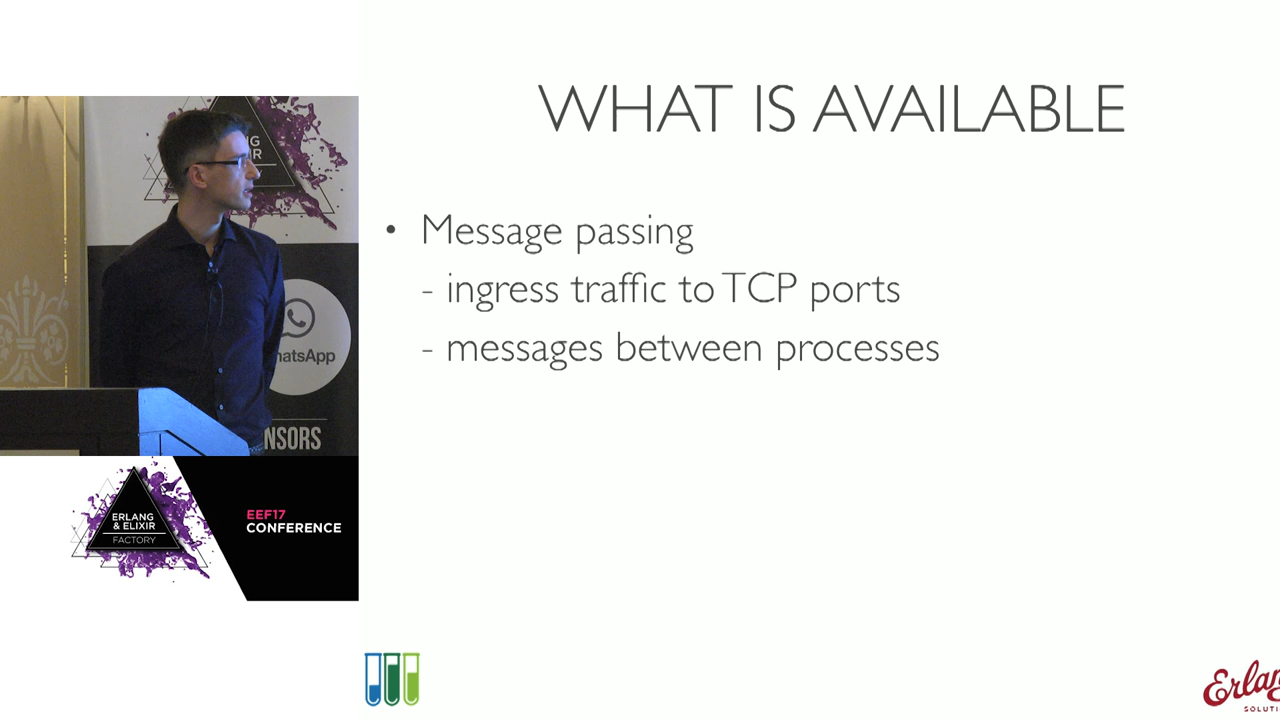 WHAT IS AVAILABLE
• Message passing
- ingress traffic to TCP ports
- messages between processes
NSORS
ERLANG
& ELIXIR
FACTORY
EEF17
CONFERENCE